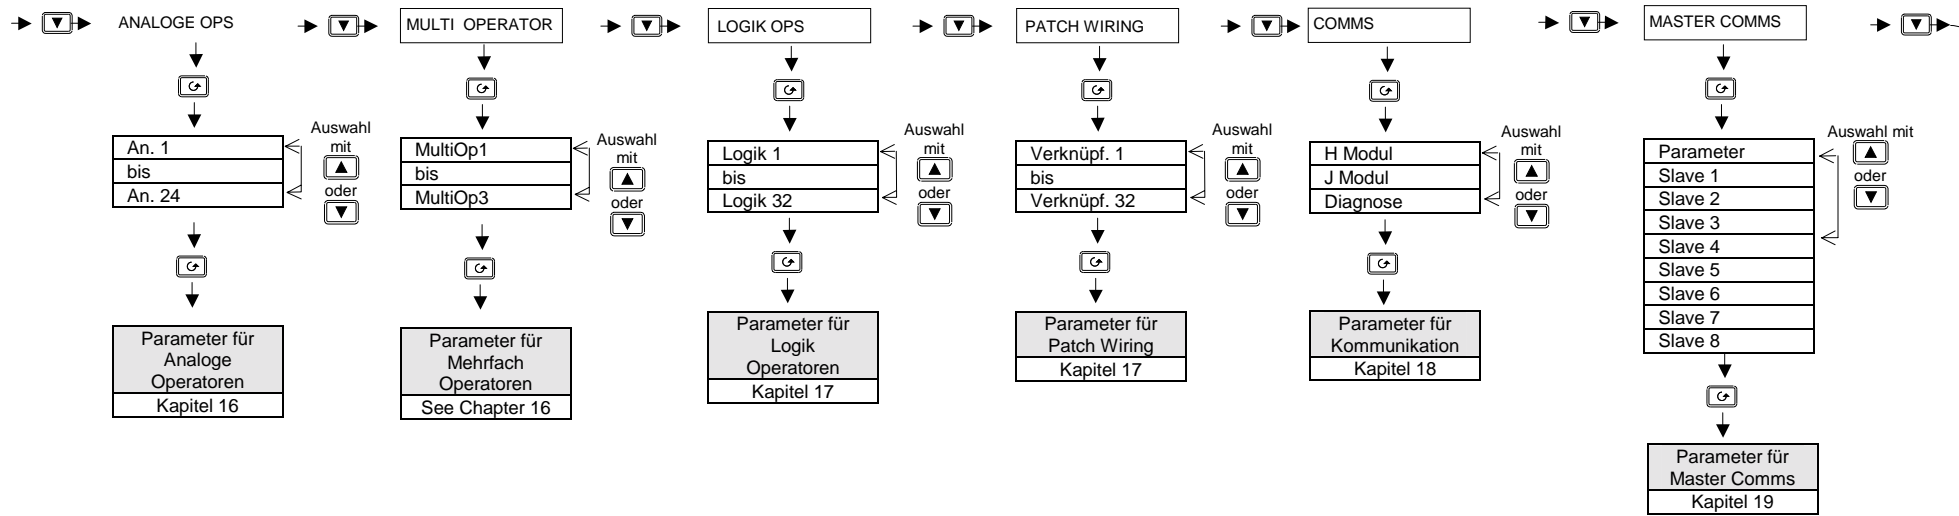 ANALOGE OPS
An. 1
bis
An. 24
Auswahl
mit
oder
Parameter für
Analoge
Operatoren
Kapitel 16
MULTI OPERATOR
MultiOp1
bis
MultiOp3
Auswahl
mit
oder
Parameter für
Mehrfach
Operatoren
See Chapter 16
LOGIK OPS
Logik 1
bis
Logik 32
Auswahl
mit
oder
Parameter für
Logik
Operatoren
Kapitel 17
PATCH WIRING
Verknüpf. 1
bis
Verknüpf. 32
Auswahl
mit
oder
Parameter für
Patch Wiring
Kapitel 17
COMMS
H Modul
J Modul
Diagnose
Auswahl
mit
oder
Parameter für
Kommunikation
Kapitel 18
MASTER COMMS
Parameter
Slave 1
Slave 2
Slave 3
Slave 4
Slave 5
Slave 6
Slave 7
Slave 8
Auswahl mit
oder
Parameter für
Master Comms
Kapitel 19